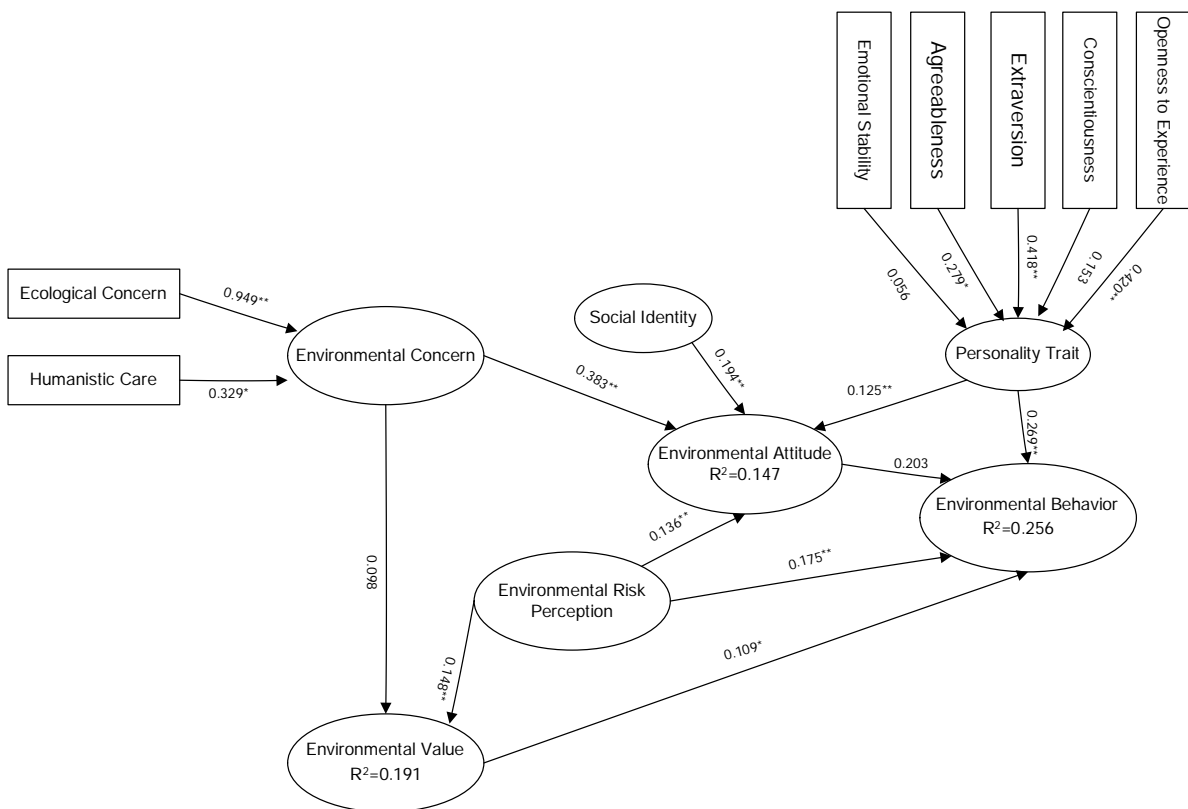 Emotional Stability
Agreeableness
Extraversion
Conscientiousness
Openness to Experience
0.056
0.279*
0.418**
0.153
0.420**
Ecological Concern
0.949**
Humanistic Care
0.329*
Environmental Concern
Social Identity
Personality Trait
0.383**
0.194**
0.125**
0.269**
Environmental Attitude
R²=0.147
0.203
Environmental Behavior
R²=0.256
0.136**
0.175**
0.098
Environmental Risk
Perception
0.148**
0.109*
Environmental Value
R²=0.191